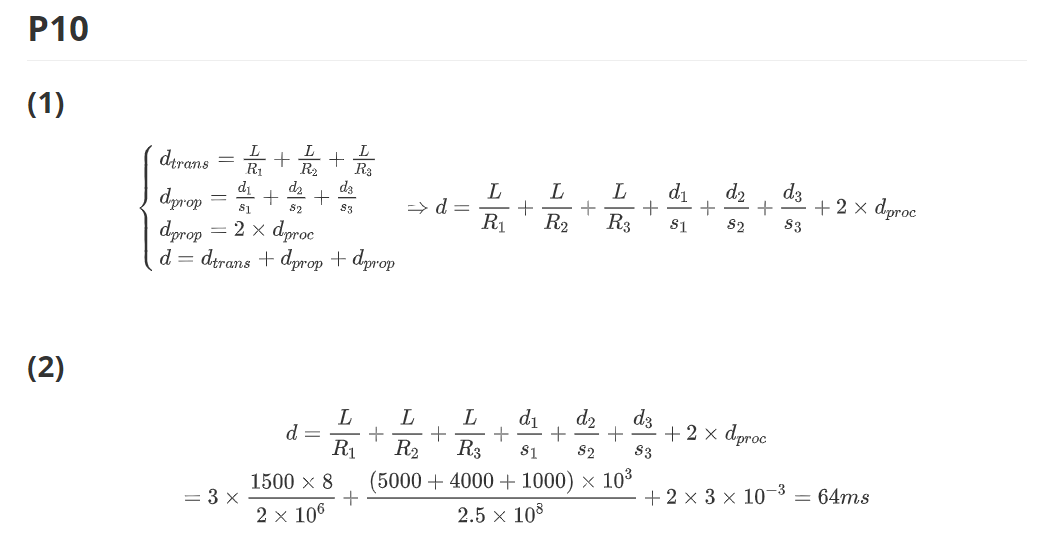 P10
(1)
$$\begin{cases} d_{trans} = \frac{L}{R_1} + \frac{L}{R_2} + \frac{L}{R_3} \\ d_{prop} = \frac{d_1}{s_1} + \frac{d_2}{s_2} + \frac{d_3}{s_3} \\ d_{prop} = 2 \times d_{proc} \\ d = d_{trans} + d_{prop} + d_{prop} \end{cases} \Rightarrow d = \frac{L}{R_1} + \frac{L}{R_2} + \frac{L}{R_3} + \frac{d_1}{s_1} + \frac{d_2}{s_2} + \frac{d_3}{s_3} + 2 \times d_{proc}$$
(2)
$$d = \frac{L}{R_1} + \frac{L}{R_2} + \frac{L}{R_3} + \frac{d_1}{s_1} + \frac{d_2}{s_2} + \frac{d_3}{s_3} + 2 \times d_{proc}$$
$$= 3 \times \frac{1500 \times 8}{2 \times 10^6} + \frac{(5000 + 4000 + 1000) \times 10^3}{2.5 \times 10^8} + 2 \times 3 \times 10^{-3} = 64ms$$